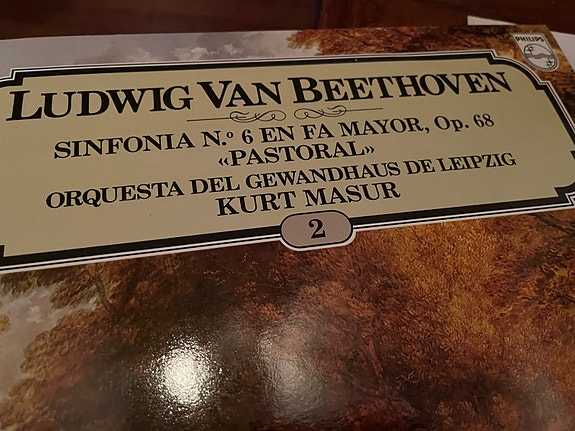 PHILIPS
LUDWIG VAN BEETHOVEN
SINFONIA N.º 6 EN FA MAYOR, Op. 68
«PASTORAL»
ORQUESTA DEL GEWANDHAUS DE LEIPZIG
KURT MASUR
2